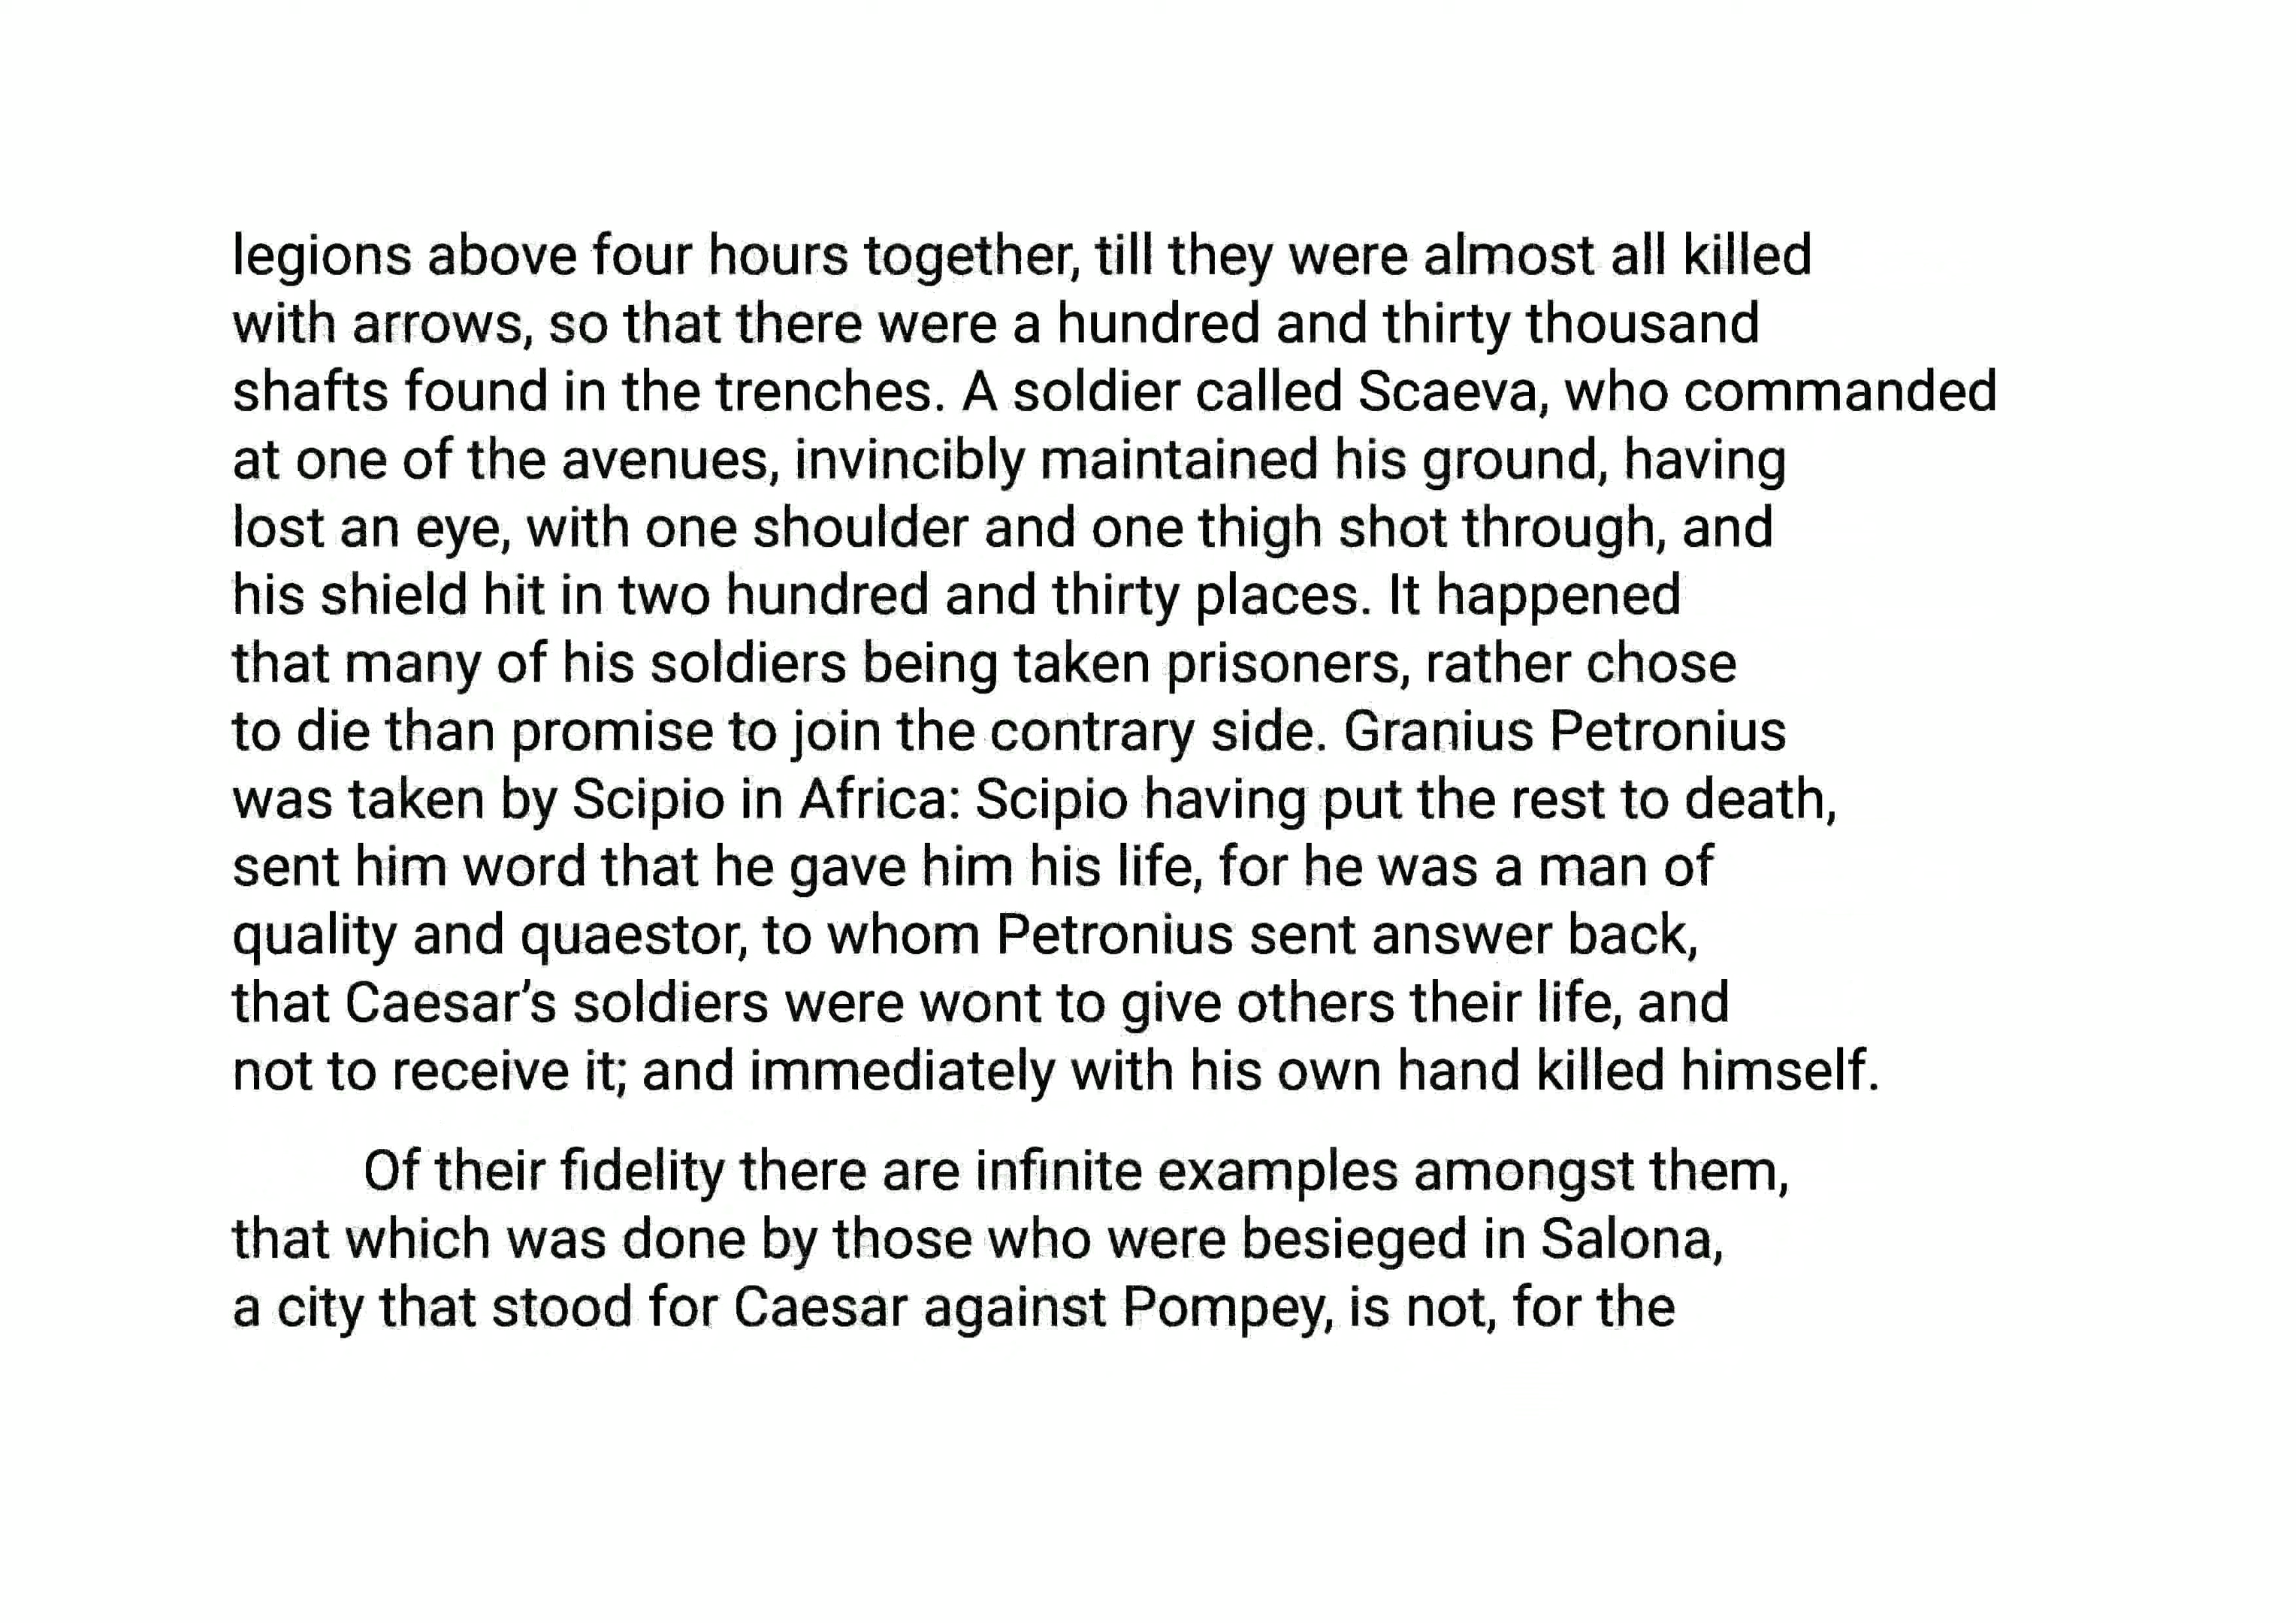 legions above four hours together, till they were almost all killed
with arrows, so that there were a hundred and thirty thousand
shafts found in the trenches. A soldier called Scaeva, who commanded
at one of the avenues, invincibly maintained his ground, having
lost an eye, with one shoulder and one thigh shot through, and
his shield hit in two hundred and thirty places. It happened
that many of his soldiers being taken prisoners, rather chose
to die than promise to join the contrary side. Granius Petronius
was taken by Scipio in Africa: Scipio having put the rest to death,
sent him word that he gave him his life, for he was a man of
quality and quaestor, to whom Petronius sent answer back,
that Caesar’s soldiers were wont to give others their life, and
not to receive it; and immediately with his own hand killed himself.
Of their fidelity there are infinite examples amongst them,
that which was done by those who were besieged in Salona,
a city that stood for Caesar against Pompey, is not, for the